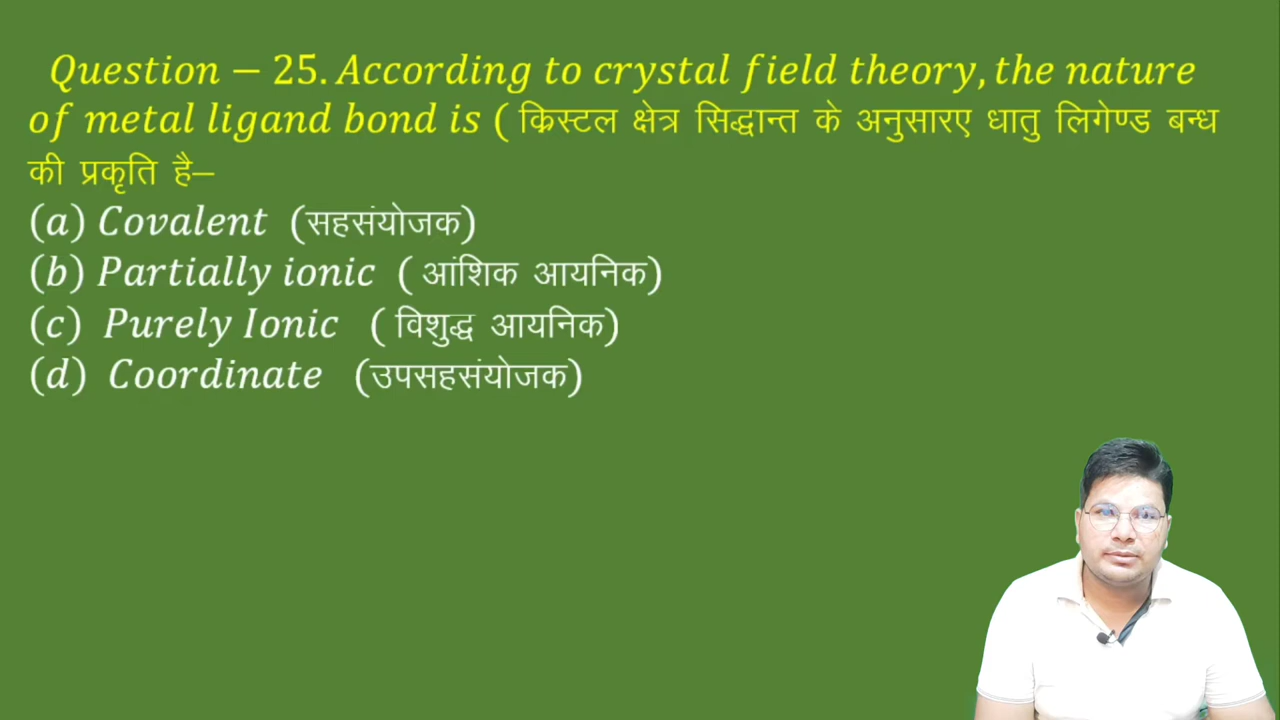 Question − 25. According to crystal field theory, the nature
of metal ligand bond is ( क्रिस्टल क्षेत्र सिद्धान्त के अनुसारए धातु लिगेण्ड बन्ध
की प्रकृति है−
(a) Covalent (सहसंयोजक)
(b) Partially ionic ( आंशिक आयनिक)
(c) Purely Ionic ( विशुद्ध आयनिक)
(d) Coordinate (उपसहसंयोजक)